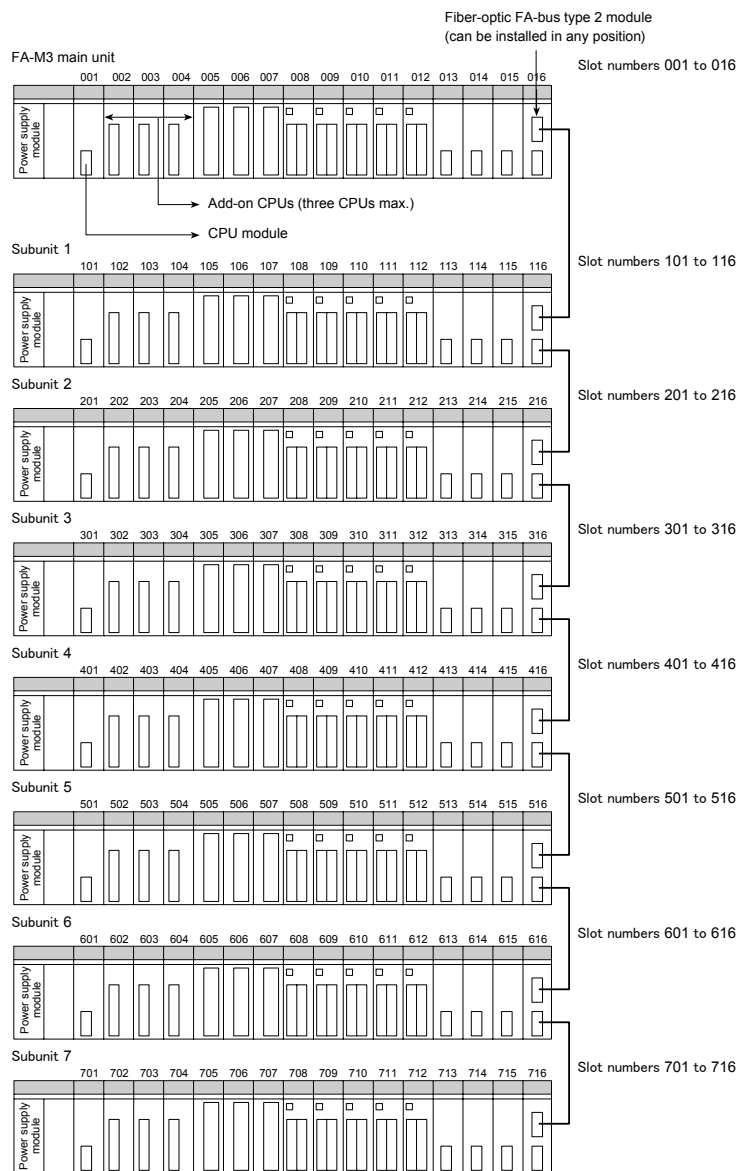 Fiber-optic FA-bus type 2 module
(can be installed in any position)
FA-M3 main unit
Slot numbers 001 to 016
001 002 003 004 005 006 007 008 009 010 011 012 013 014 015 016
Power supply
module
Add-on CPUs (three CPUs max.)
CPU module
Subunit 1
Slot numbers 101 to 116
101 102 103 104 105 106 107 108 109 110 111 112 113 114 115 116
Power supply
module
Subunit 2
Slot numbers 201 to 216
201 202 203 204 205 206 207 208 209 210 211 212 213 214 215 216
Power supply
module
Subunit 3
Slot numbers 301 to 316
301 302 303 304 305 306 307 308 309 310 311 312 313 314 315 316
Power supply
module
Subunit 4
Slot numbers 401 to 416
401 402 403 404 405 406 407 408 409 410 411 412 413 414 415 416
Power supply
module
Subunit 5
Slot numbers 501 to 516
501 502 503 504 505 506 507 508 509 510 511 512 513 514 515 516
Power supply
module
Subunit 6
Slot numbers 601 to 616
601 602 603 604 605 606 607 608 609 610 611 612 613 614 615 616
Power supply
module
Subunit 7
Slot numbers 701 to 716
701 702 703 704 705 706 707 708 709 710 711 712 713 714 715 716
Power supply
module